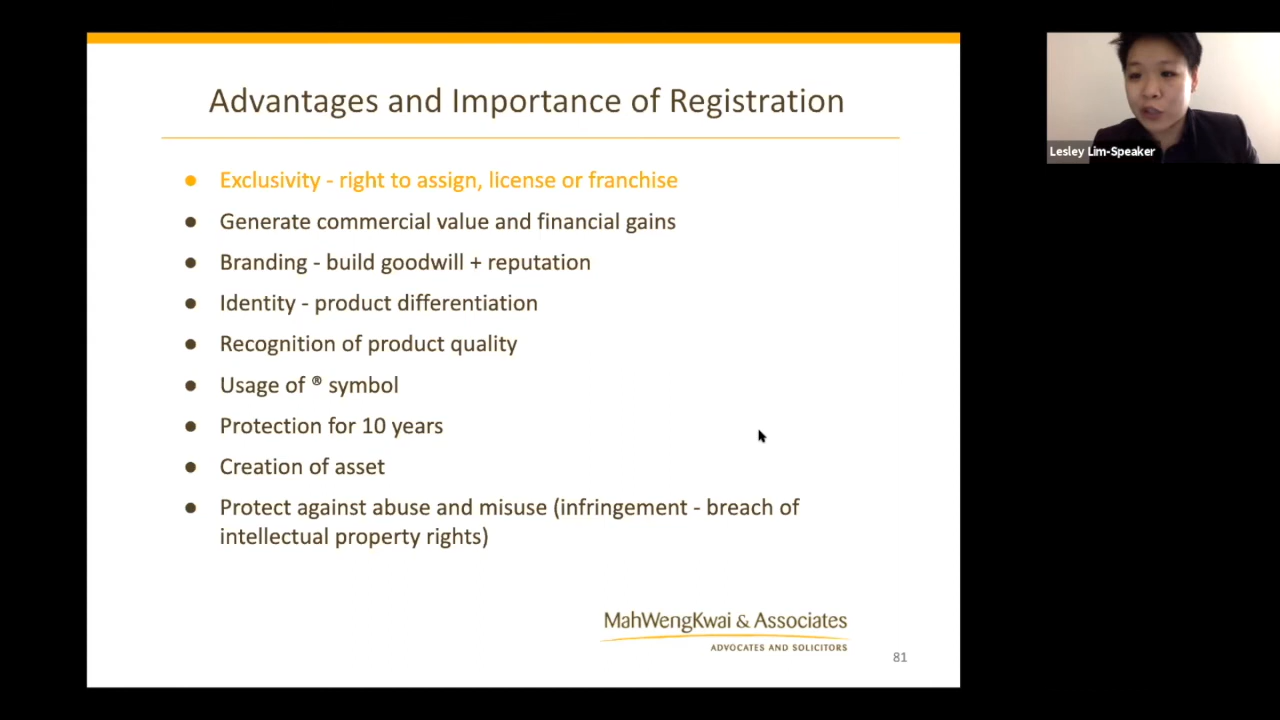 Advantages and Importance of Registration
● Exclusivity - right to assign, license or franchise
● Generate commercial value and financial gains
● Branding - build goodwill + reputation
● Identity - product differentiation
● Recognition of product quality
● Usage of ® symbol
● Protection for 10 years
● Creation of asset
● Protect against abuse and misuse (infringement - breach of
intellectual property rights)
MahWengKwai & Associates
ADVOCATES AND SOLICITORS
81
Lesley Lim-Speaker